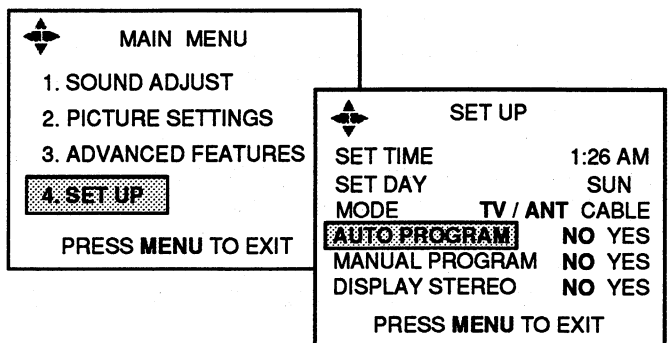 MAIN MENU
1. SOUND ADJUST
2. PICTURE SETTINGS
3. ADVANCED FEATURES
4. SET UP
PRESS MENU TO EXIT
SET UP
SET TIME 1:26 AM
SET DAY SUN
MODE TV / ANT CABLE
AUTO PROGRAM NO YES
MANUAL PROGRAM NO YES
DISPLAY STEREO NO YES
PRESS MENU TO EXIT